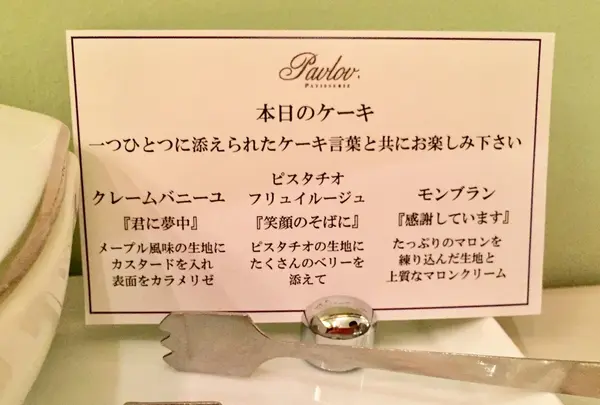 Pavlov.
PATISSERIE
本日のケーキ
一つひとつに添えられたケーキ言葉と共にお楽しみ下さい
クレームバニーユ
『君に夢中』
メープル風味の生地に
カスタードを入れ
表面をカラメリゼ
ピスタチオ
フリュイルージュ
『笑顔のそばに』
ピスタチオの生地に
たくさんのベリーを
添えて
モンブラン
『感謝しています』
たっぷりのマロンを
練り込んだ生地と
上質なマロンクリーム